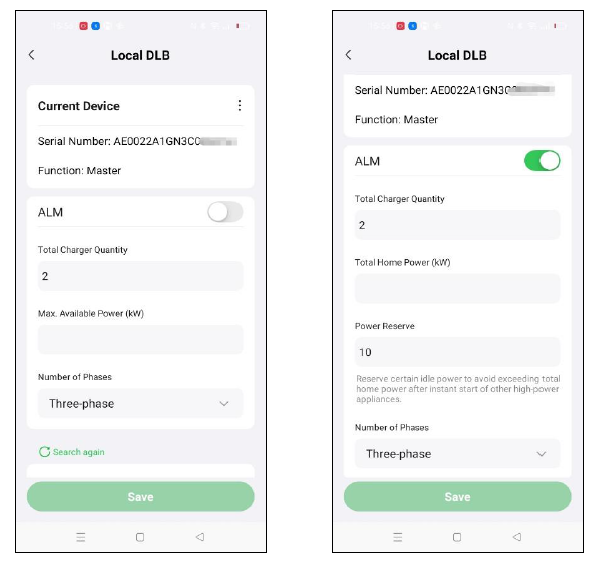 Local DLB
Current Device
Serial Number: AE0022A1GN3C0
Function: Master
ALM
Total Charger Quantity
2
Max. Available Power (kW)
Number of Phases
Three-phase
Search again
Save
Local DLB
Serial Number: AE0022A1GN3C
Function: Master
ALM
Total Charger Quantity
2
Total Home Power (kW)
Power Reserve
10
Reserve certain idle power to avoid exceeding total
home power after instant start of other high-power
appliances.
Number of Phases
Three-phase
Save